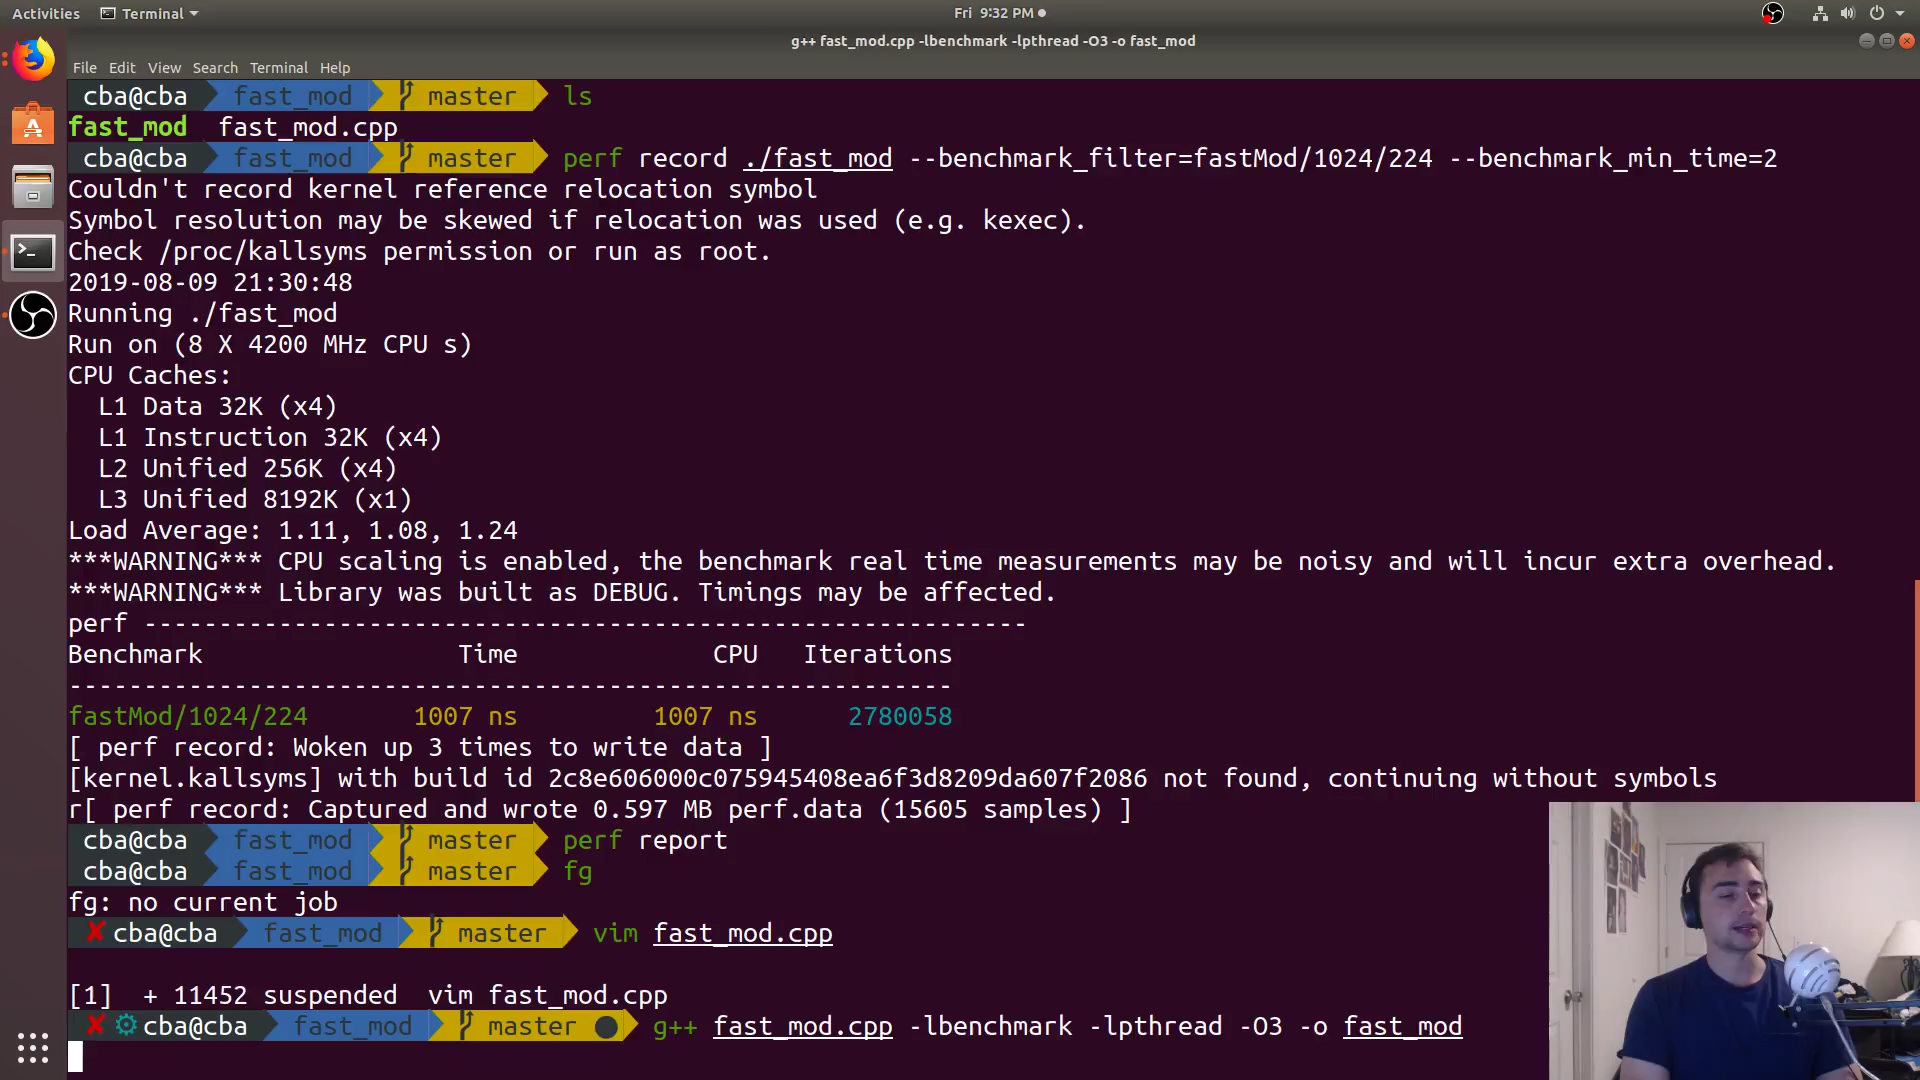 Activities Terminal Fri 9:32 PM
g++ fast_mod.cpp -lbenchmark -lpthread -O3 -o fast_mod
File Edit View Search Terminal Help
cba@cba fast_mod master ls
fast_mod fast_mod.cpp
cba@cba fast_mod master perf record ./fast_mod --benchmark_filter=fastMod/1024/224 --benchmark_min_time=2
Couldn't record kernel reference relocation symbol
Symbol resolution may be skewed if relocation was used (e.g. kexec).
Check /proc/kallsyms permission or run as root.
2019-08-09 21:30:48
Running ./fast_mod
Run on (8 X 4200 MHz CPU s)
CPU Caches:
L1 Data 32K (x4)
L1 Instruction 32K (x4)
L2 Unified 256K (x4)
L3 Unified 8192K (x1)
Load Average: 1.11, 1.08, 1.24
***WARNING*** CPU scaling is enabled, the benchmark real time measurements may be noisy and will incur extra overhead.
***WARNING*** Library was built as DEBUG. Timings may be affected.
perf -----------------------------------------------------------
Benchmark Time CPU Iterations
-----------------------------------------------------------
fastMod/1024/224 1007 ns 1007 ns 2780058
[ perf record: Woken up 3 times to write data ]
[kernel.kallsyms] with build id 2c8e606000c075945408ea6f3d8209da607f2086 not found, continuing without symbols
r[ perf record: Captured and wrote 0.597 MB perf.data (15605 samples) ]
cba@cba fast_mod master perf report
cba@cba fast_mod master fg
fg: no current job
✘ cba@cba fast_mod master vim fast_mod.cpp
[1] + 11452 suspended vim fast_mod.cpp
✘ ⚙ cba@cba fast_mod master ● g++ fast_mod.cpp -lbenchmark -lpthread -O3 -o fast_mod